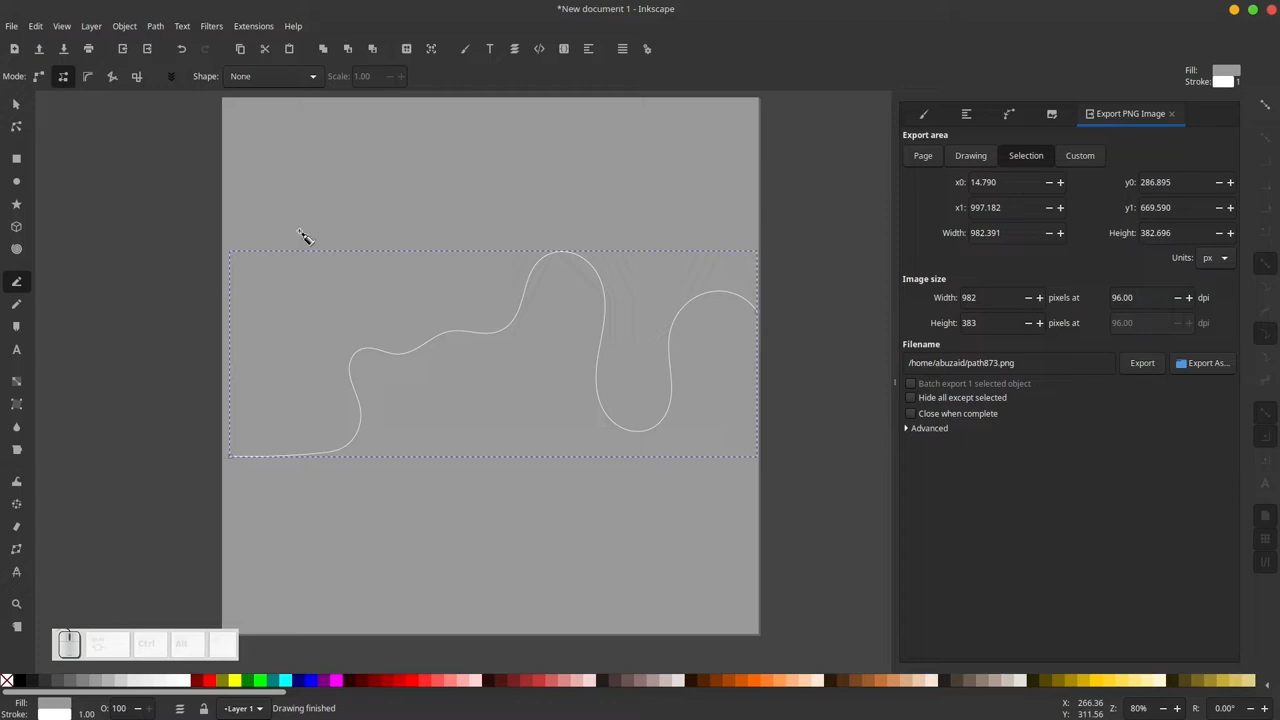 *New document 1 - Inkscape
File Edit View Layer Object Path Text Filters Extensions Help
Mode: Shape: None Scale: 1.00
Fill:
Stroke: 1
Export PNG Image
Export area
Page Drawing Selection Custom
x0: 14.790 y0: 286.895
x1: 997.182 y1: 669.590
Width: 982.391 Height: 382.696
Units: px
Image size
Width: 982 pixels at 96.00 dpi
Height: 383 pixels at 96.00 dpi
Filename
/home/abuzaid/path873.png Export Export As...
Batch export 1 selected object
Hide all except selected
Close when complete
Advanced
Ctrl Alt
Fill:
Stroke: 1.00
O: 100
Layer 1 Drawing finished
X: 266.36
Y: 311.56
Z: 80% R: 0.00°